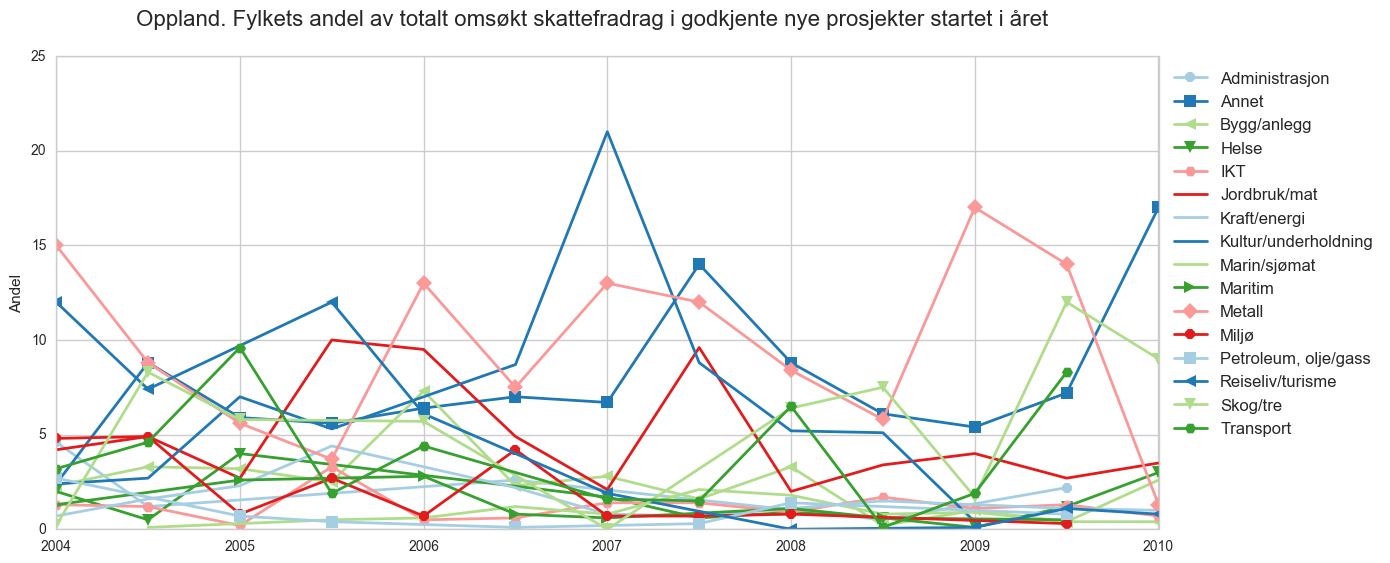 Oppland. Fylkets andel av totalt omsøkt skattefradrag i godkjente nye prosjekter startet i året
25
20
15
10
5
0
Andel
2004 2005 2006 2007 2008 2009 2010
Administrasjon
Annet
Bygg/anlegg
Helse
IKT
Jordbruk/mat
Kraft/energi
Kultur/underholdning
Marin/sjømat
Maritim
Metall
Miljø
Petroleum, olje/gass
Reiseliv/turisme
Skog/tre
Transport